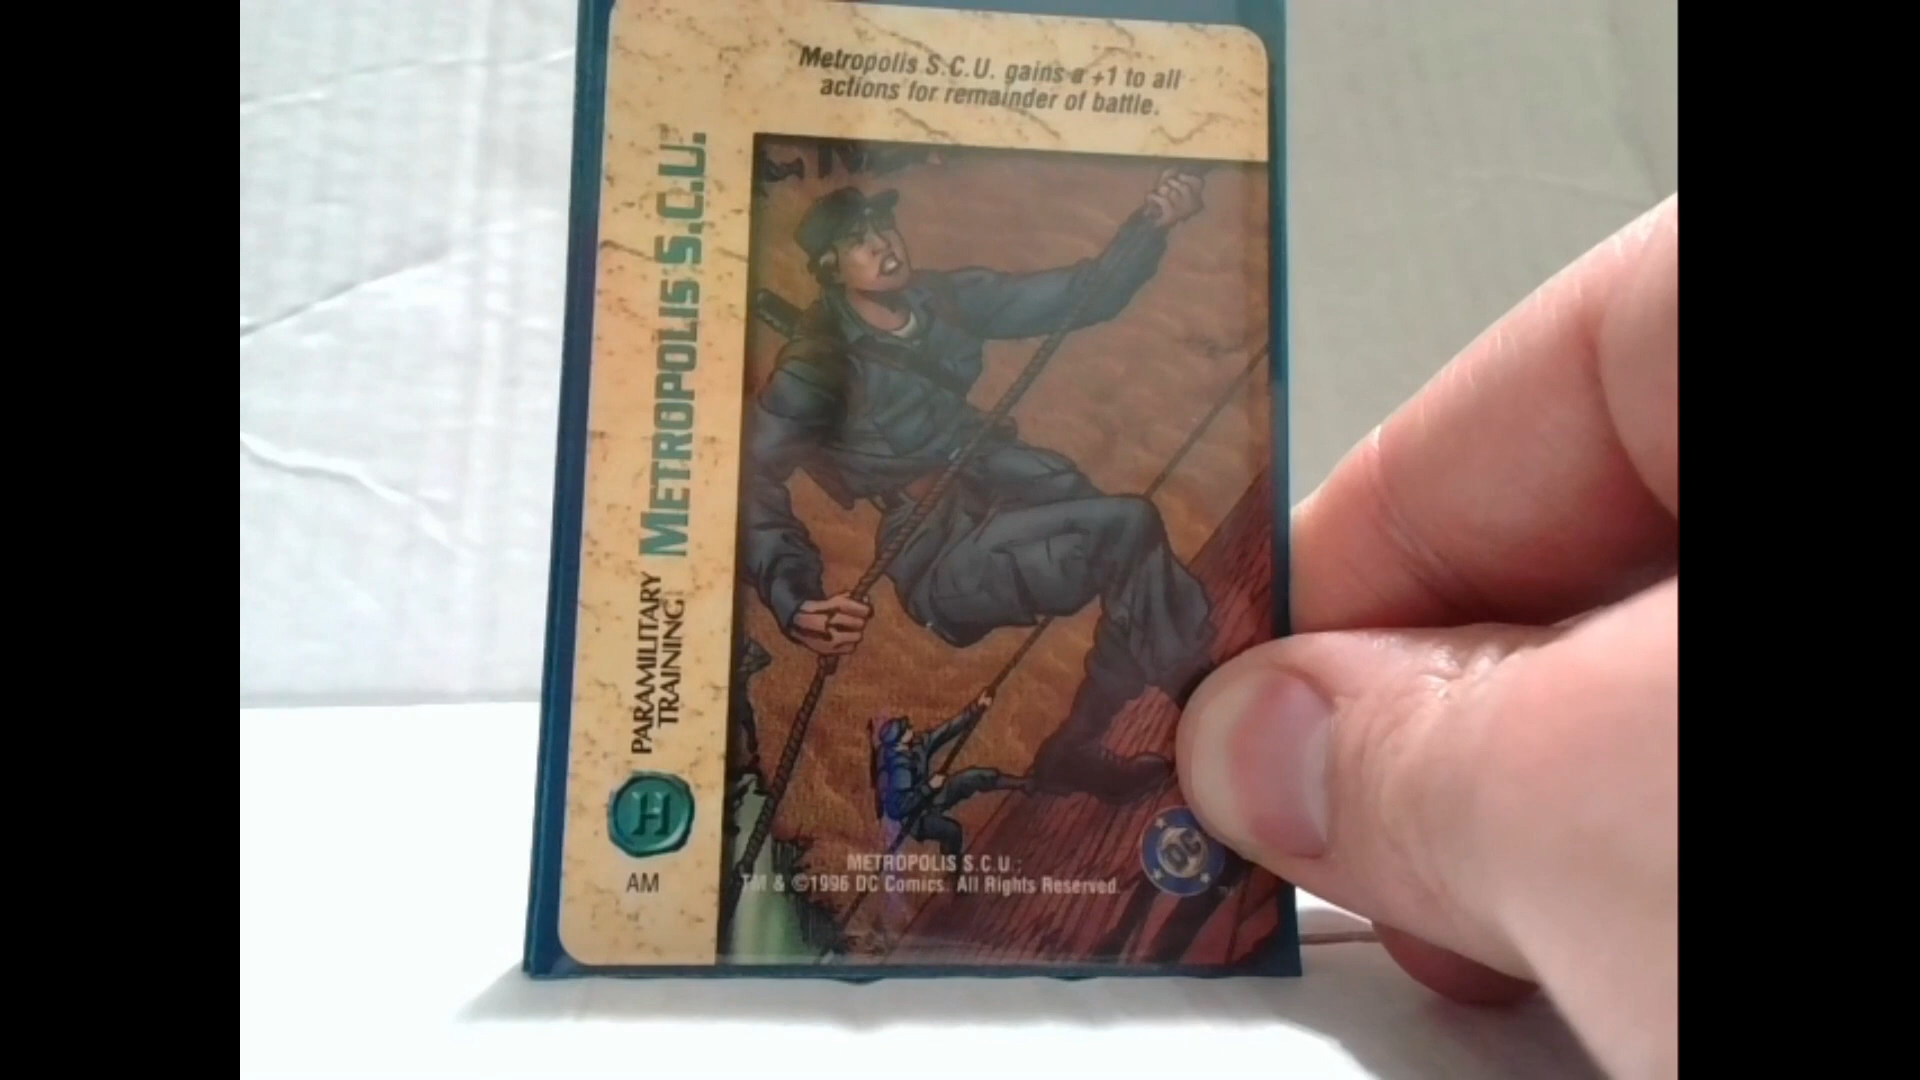 Metropolis S.C.U. gains a +1 to all
actions for remainder of battle.
METROPOLIS S.C.U.
PARAMILITARY
TRAINING
H
AM
METROPOLIS S.C.U.;
TM & ©1996 DC Comics. All Rights Reserved.
DC